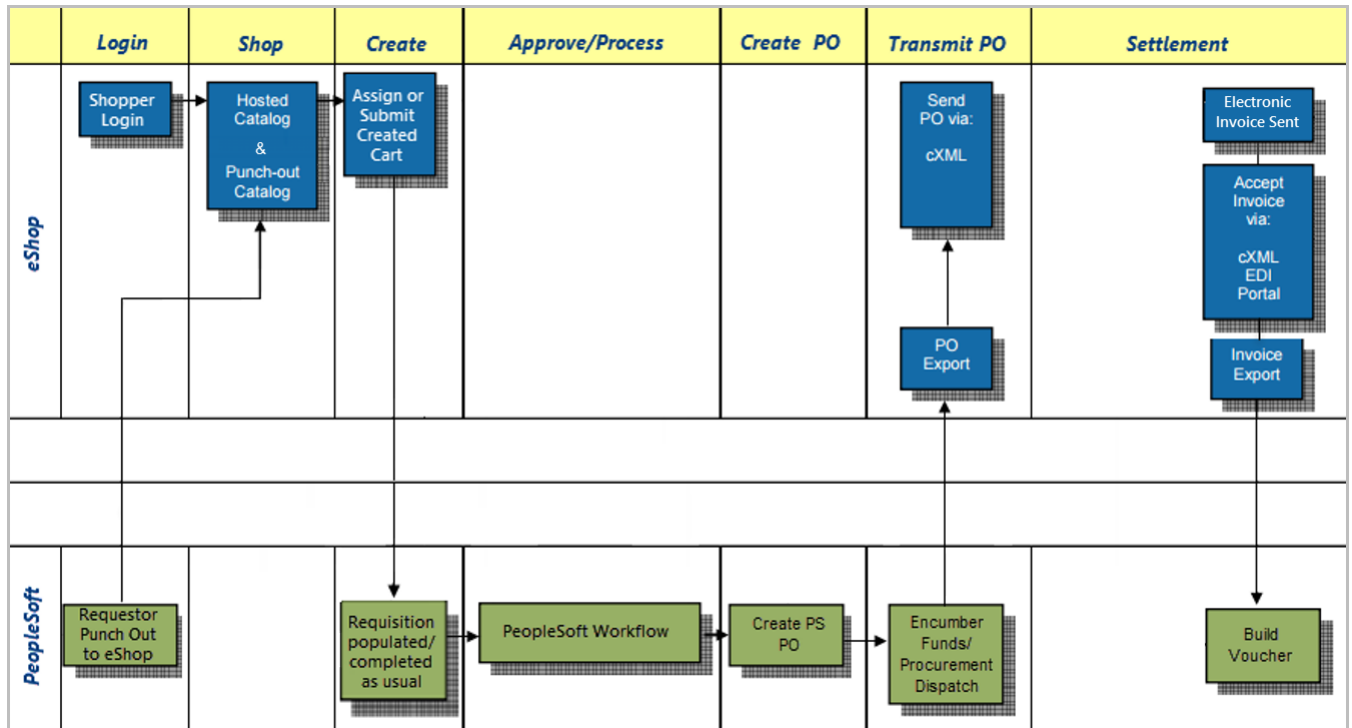 Login
Shop
Create
Approve/Process
Create PO
Transmit PO
Settlement
eShop
Shopper
Login
Hosted
Catalog
&
Punch-out
Catalog
Assign or
Submit
Created
Cart
Send
PO via:
cXML
PO
Export
Electronic
Invoice Sent
Accept
Invoice
via:
cXML
EDI
Portal
Invoice
Export
PeopleSoft
Requestor
Punch Out
to eShop
Requisition
populated/
completed
as usual
PeopleSoft Workflow
Create PS
PO
Encumber
Funds/
Procurement
Dispatch
Build
Voucher